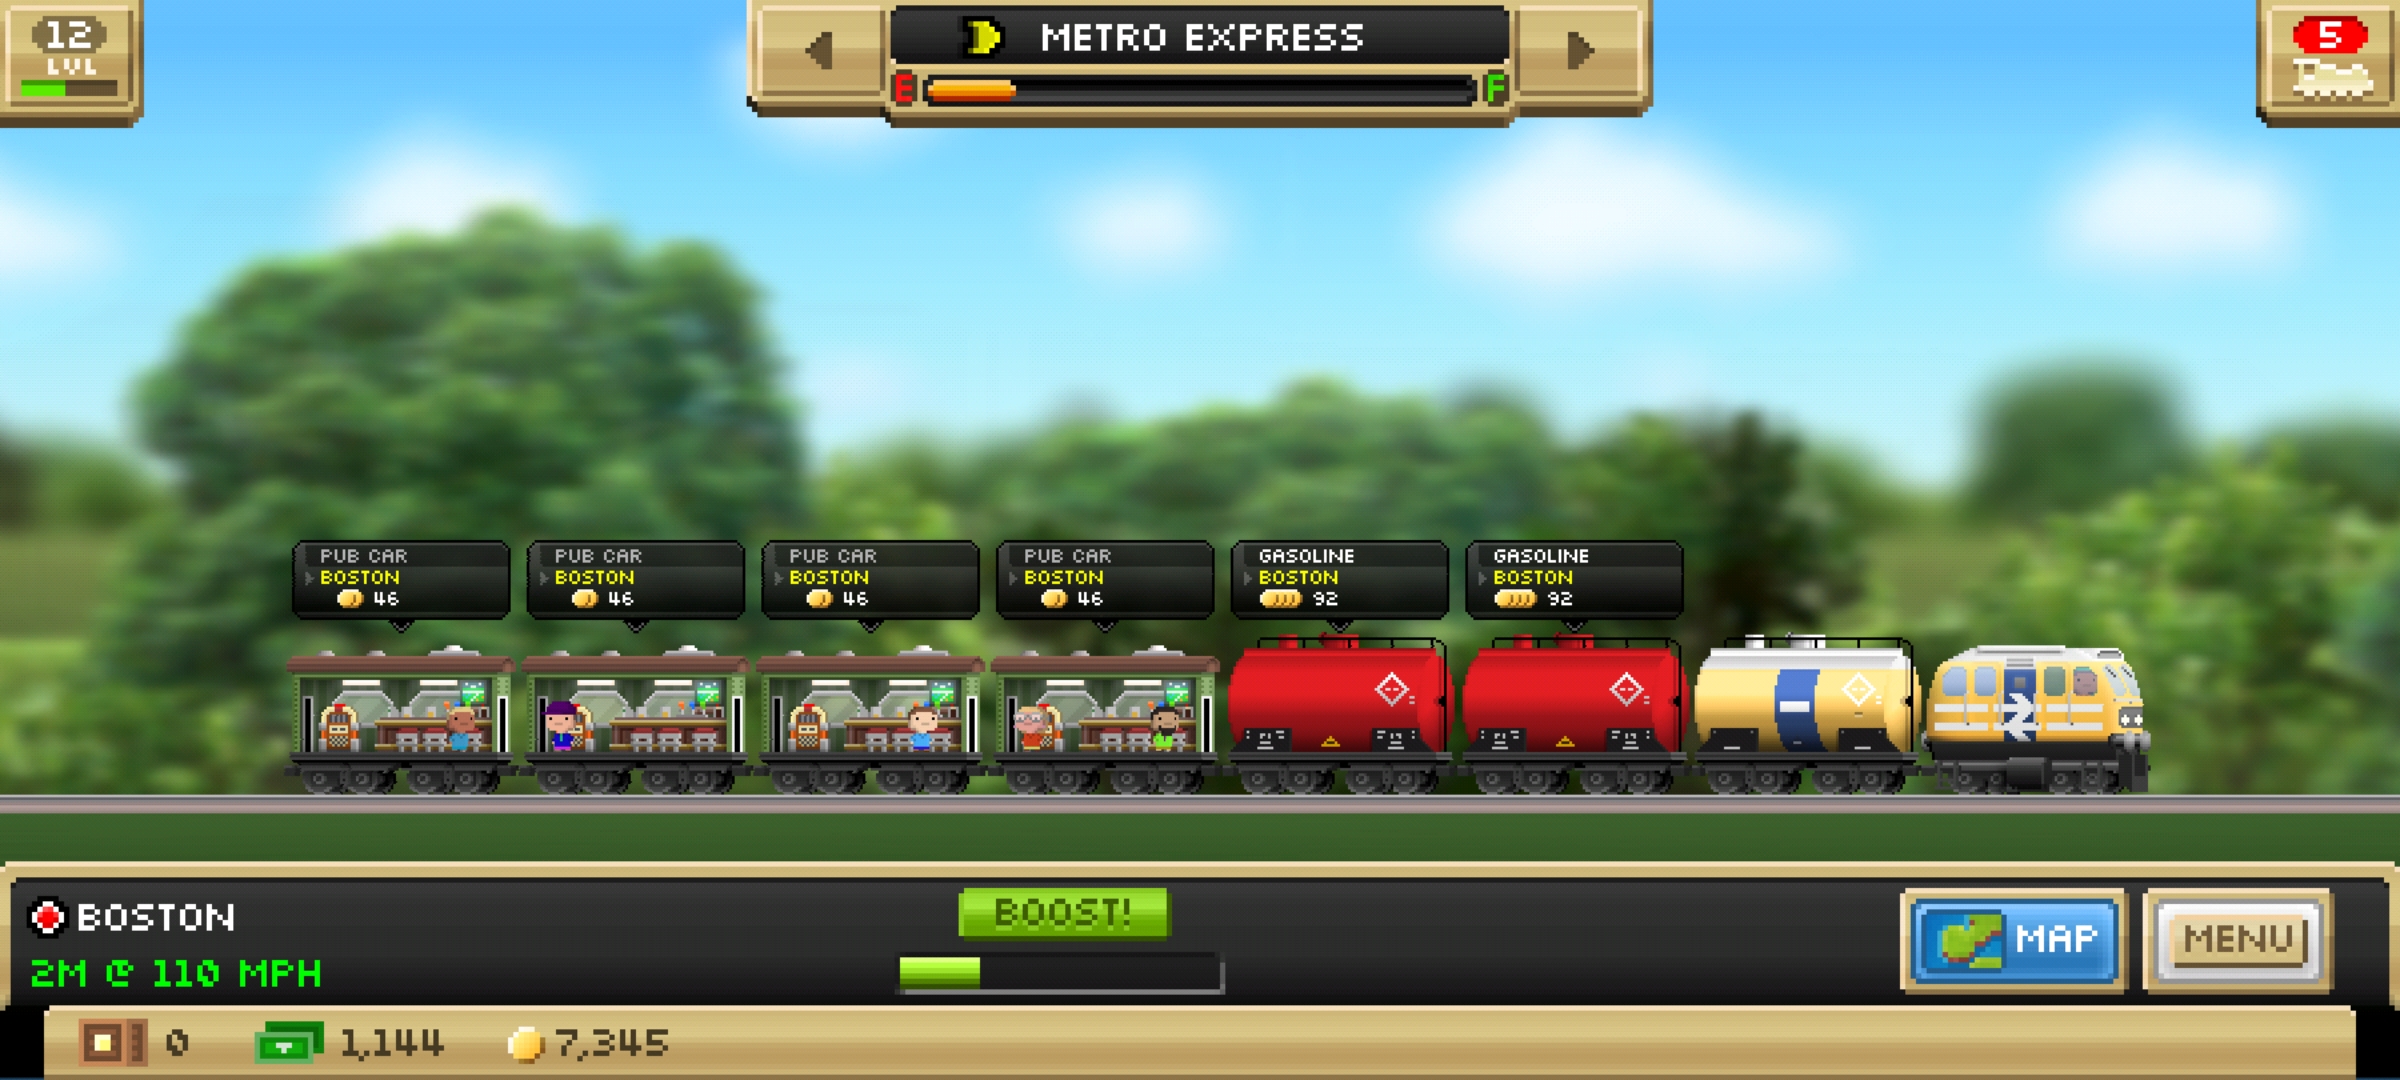 12
LVL
METRO EXPRESS
E F
5
PUB CAR
BOSTON
46
PUB CAR
BOSTON
46
PUB CAR
BOSTON
46
PUB CAR
BOSTON
46
GASOLINE
BOSTON
92
GASOLINE
BOSTON
92
BOSTON
2M @ 110 MPH
BOOST!
MAP
MENU
0
1,144
7,345